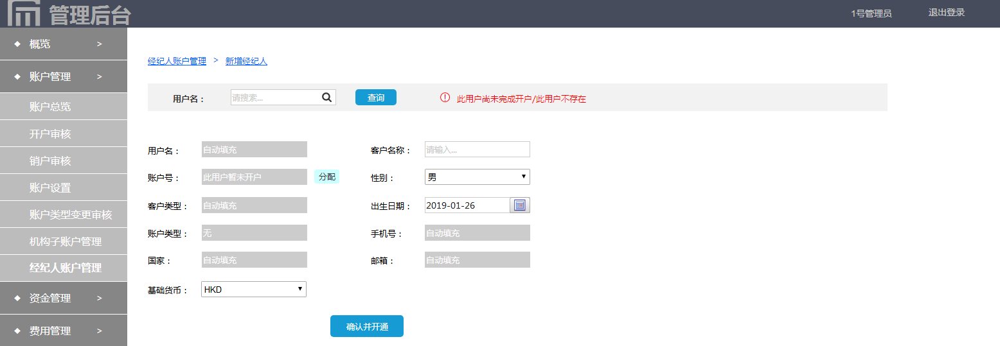 管理后台
1号管理员
退出登录
概览 >
账户管理 >
账户总览
开户审核
销户审核
账户设置
账户类型变更审核
机构子账户管理
经纪人账户管理
资金管理 >
费用管理 >
经纪人账户管理 > 新增经纪人
用户名： 请搜索... 查询 此用户尚未完成开户/此用户不存在
用户名： 自动填充 客户名称： 请输入...
账户号： 此用户暂未开户 分配 性别： 男
客户类型： 自动填充 出生日期： 2019-01-26
账户类型： 无 手机号： 自动填充
国家： 自动填充 邮箱： 自动填充
基础货币： HKD
确认并开通